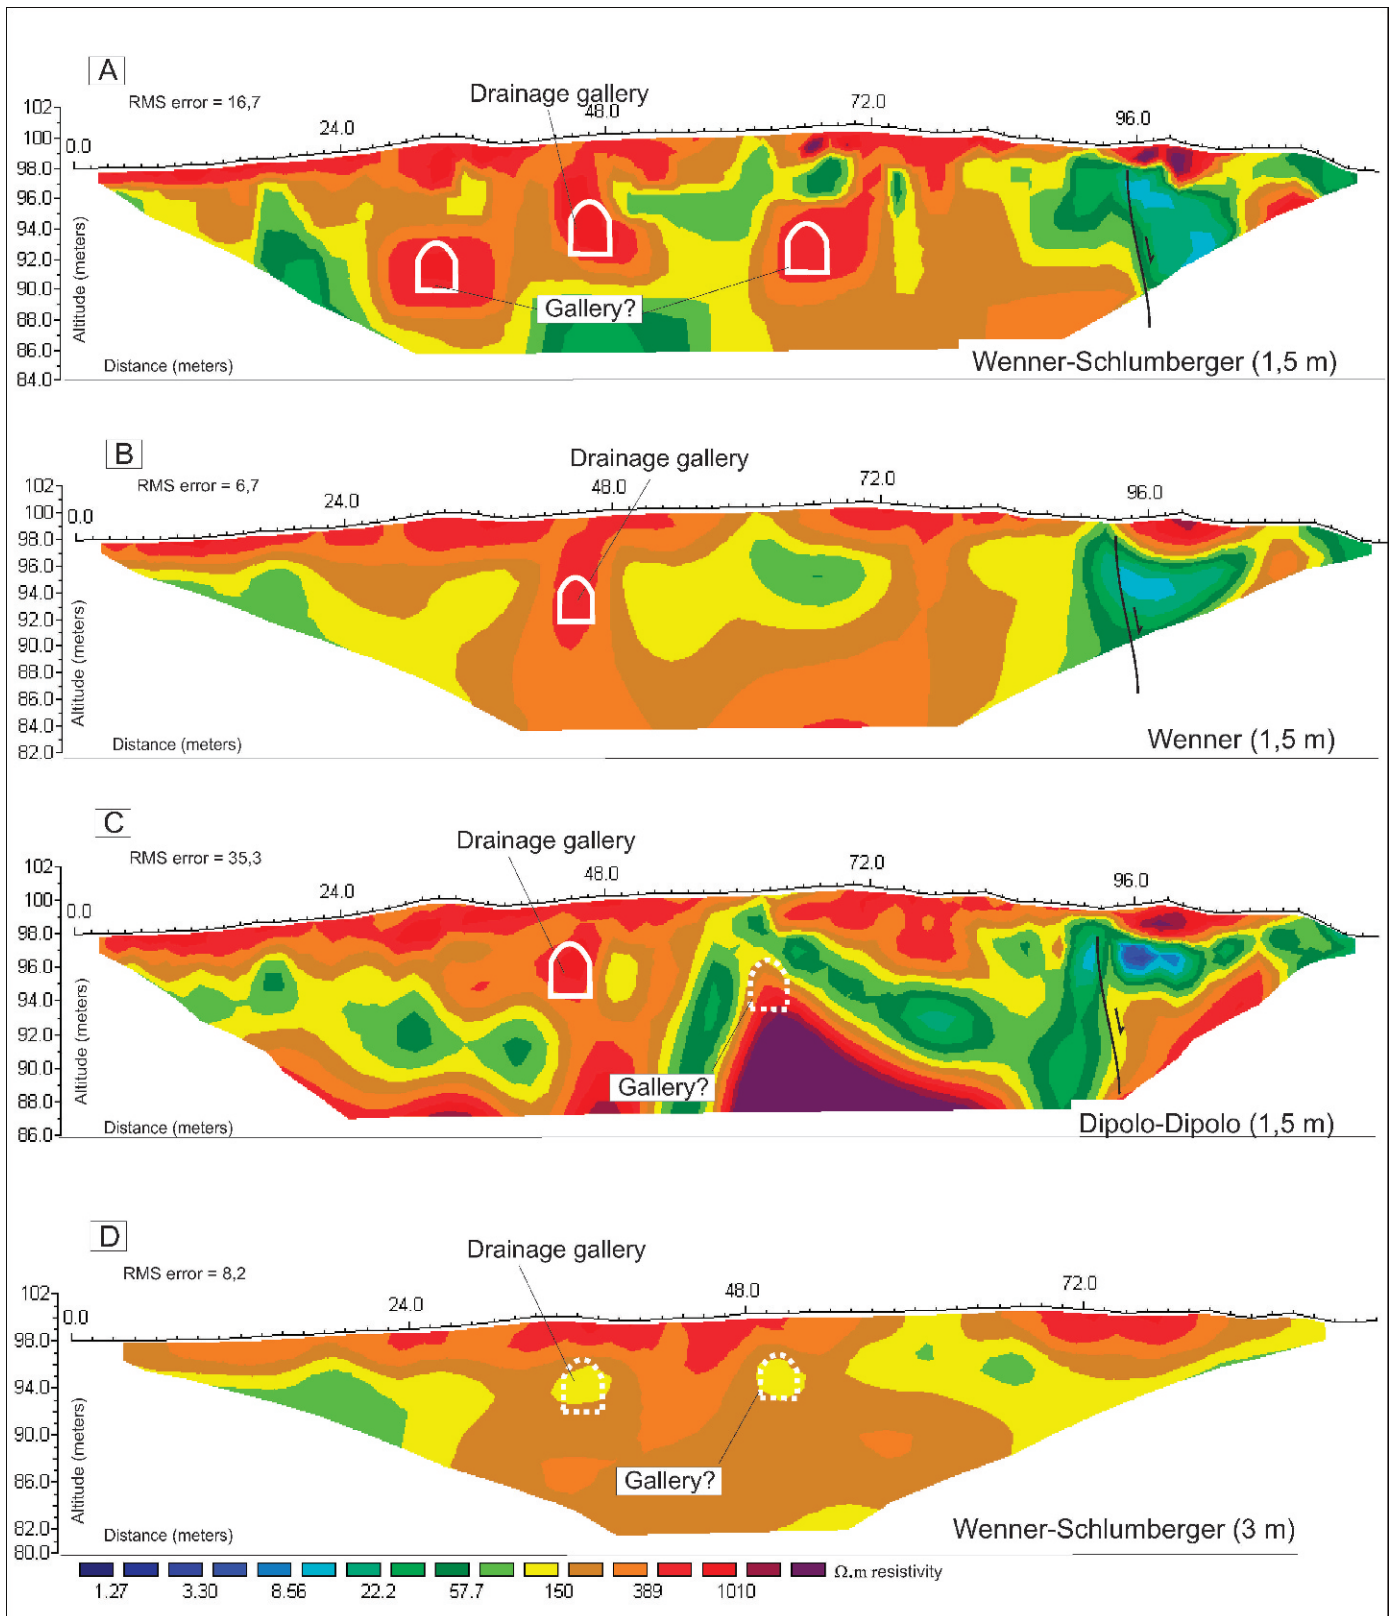 A
RMS error = 16,7
Drainage gallery
0.0 24.0 48.0 72.0 96.0
102
100
98.0
96.0
94.0
92.0
90.0
88.0
86.0
84.0
Altitude (meters)
Gallery?
Distance (meters)
Wenner-Schlumberger (1,5 m)
B
RMS error = 6,7
Drainage gallery
0.0 24.0 48.0 72.0 96.0
102
100
98.0
96.0
94.0
92.0
90.0
88.0
86.0
84.0
82.0
Altitude (meters)
Distance (meters)
Wenner (1,5 m)
C
RMS error = 35,3
Drainage gallery
0.0 24.0 48.0 72.0 96.0
102
100
98.0
96.0
94.0
92.0
90.0
88.0
86.0
Altitude (meters)
Gallery?
Distance (meters)
Dipolo-Dipolo (1,5 m)
D
RMS error = 8,2
Drainage gallery
0.0 24.0 48.0 72.0
102
98.0
94.0
90.0
86.0
82.0
80.0
Altitude (meters)
Gallery?
Distance (meters)
Wenner-Schlumberger (3 m)
Ω.m resistivity
1.27 3.30 8.56 22.2 57.7 150 389 1010